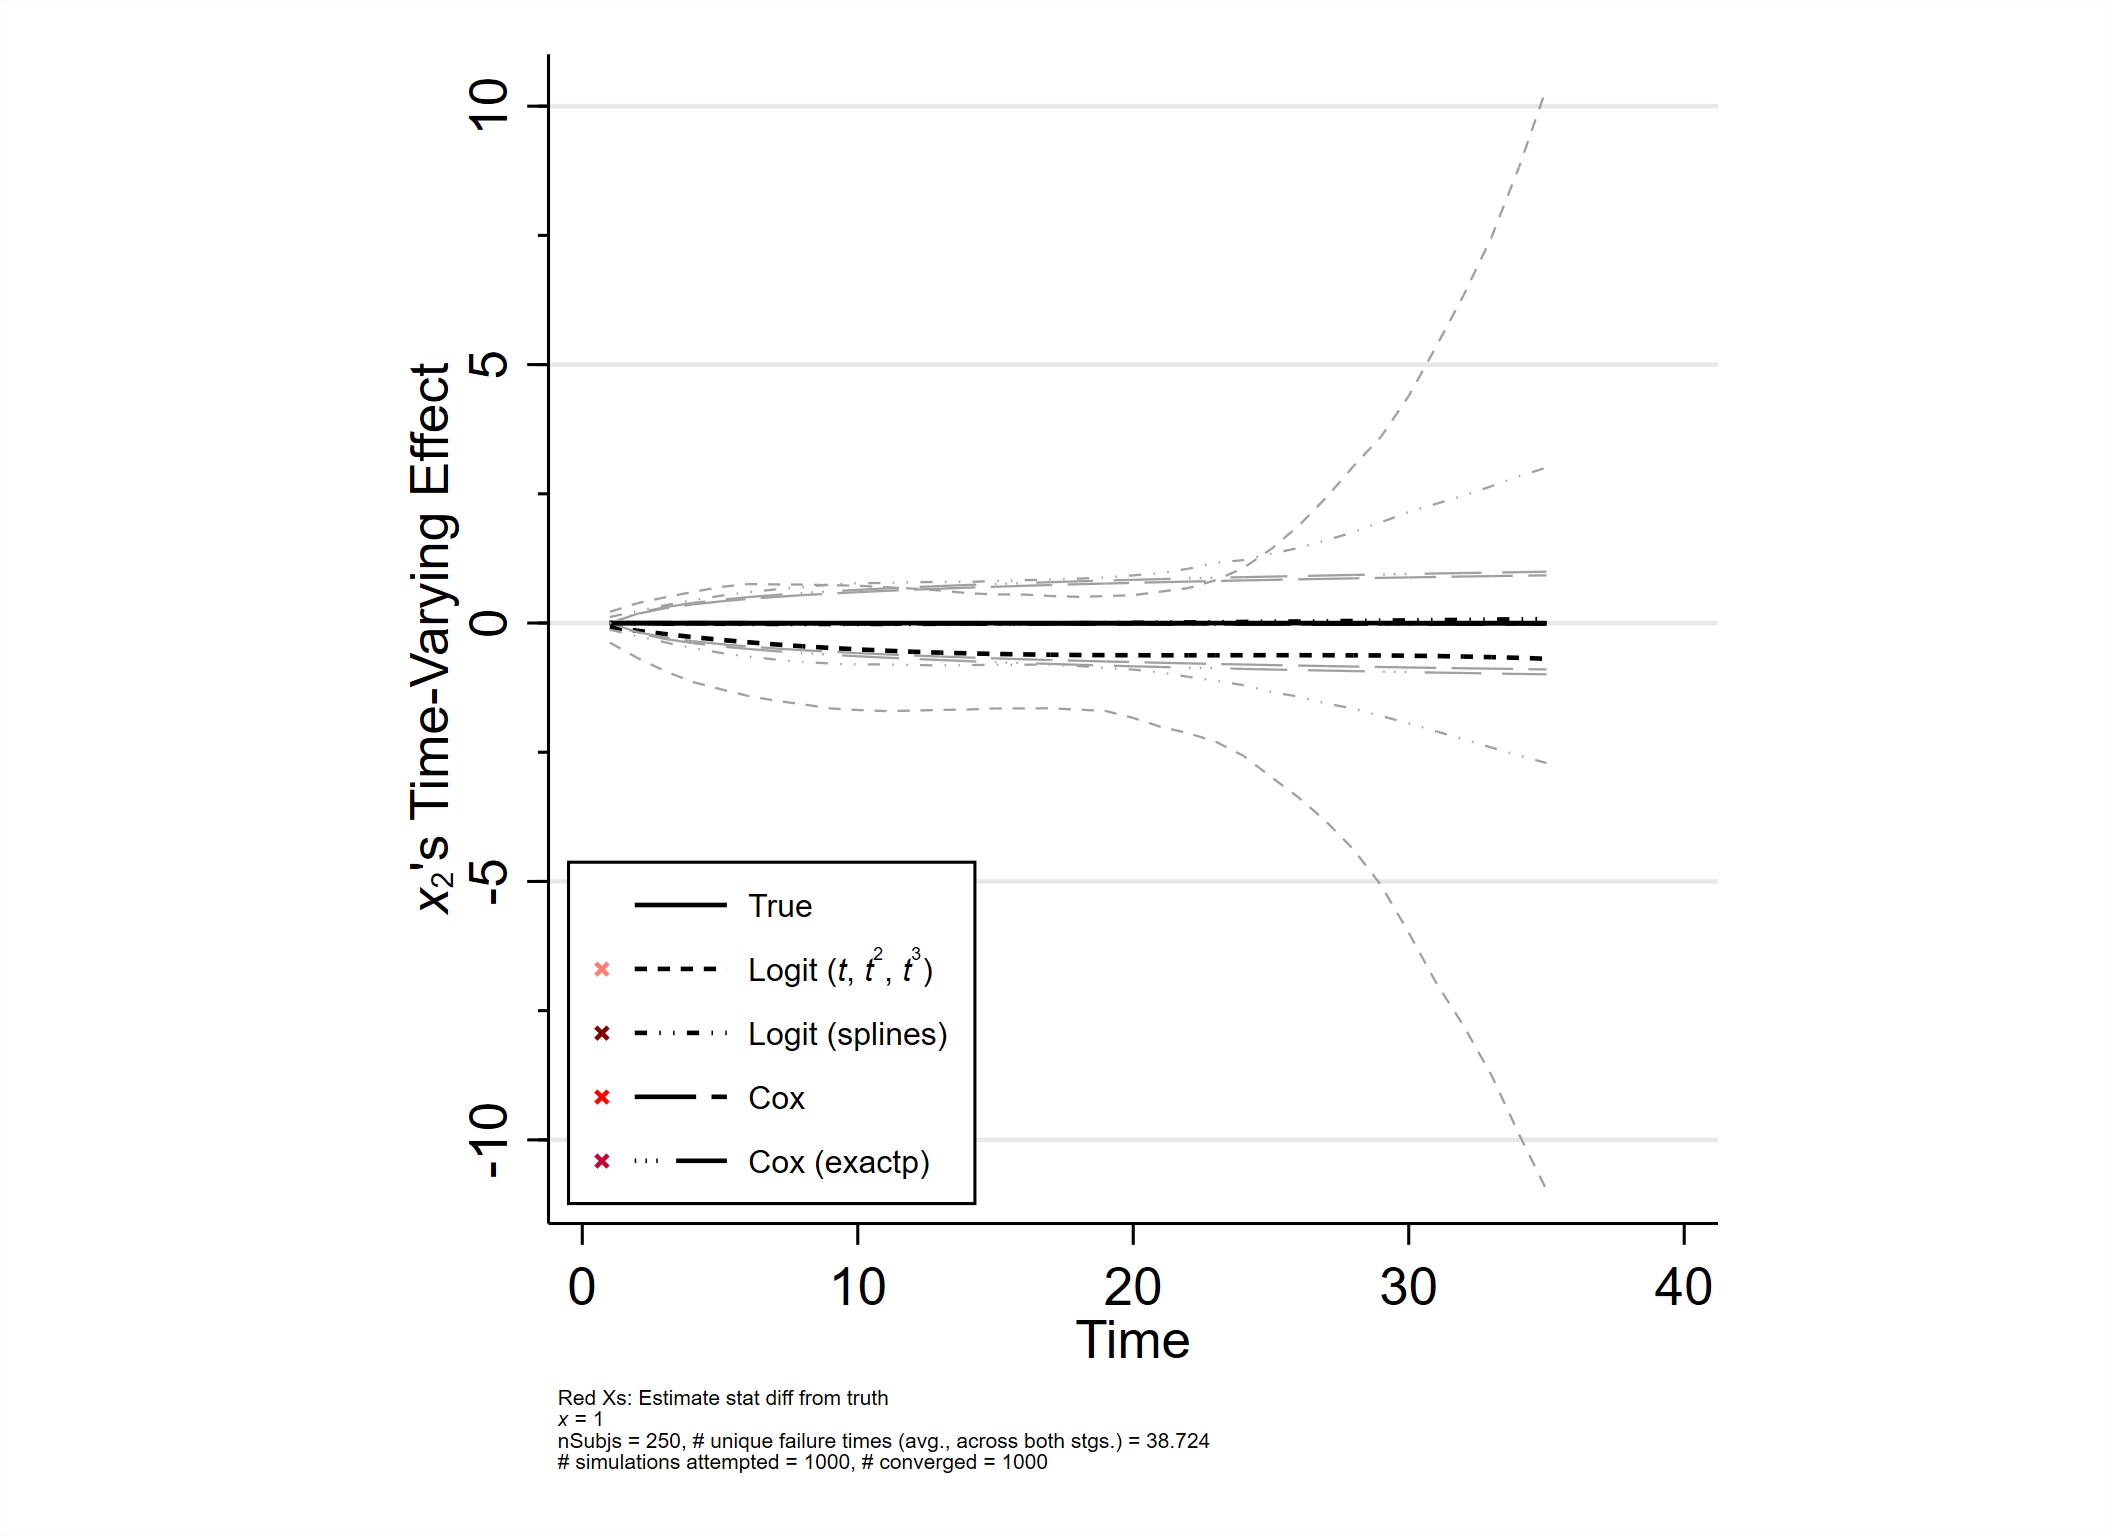 10
5
0
-5
-10
x₂'s Time-Varying Effect
True
Logit (t, t², t³)
Logit (splines)
Cox
Cox (exactp)
0 10 20 30 40
Time
Red Xs: Estimate stat diff from truth
x = 1
nSubjs = 250, # unique failure times (avg., across both stgs.) = 38.724
# simulations attempted = 1000, # converged = 1000